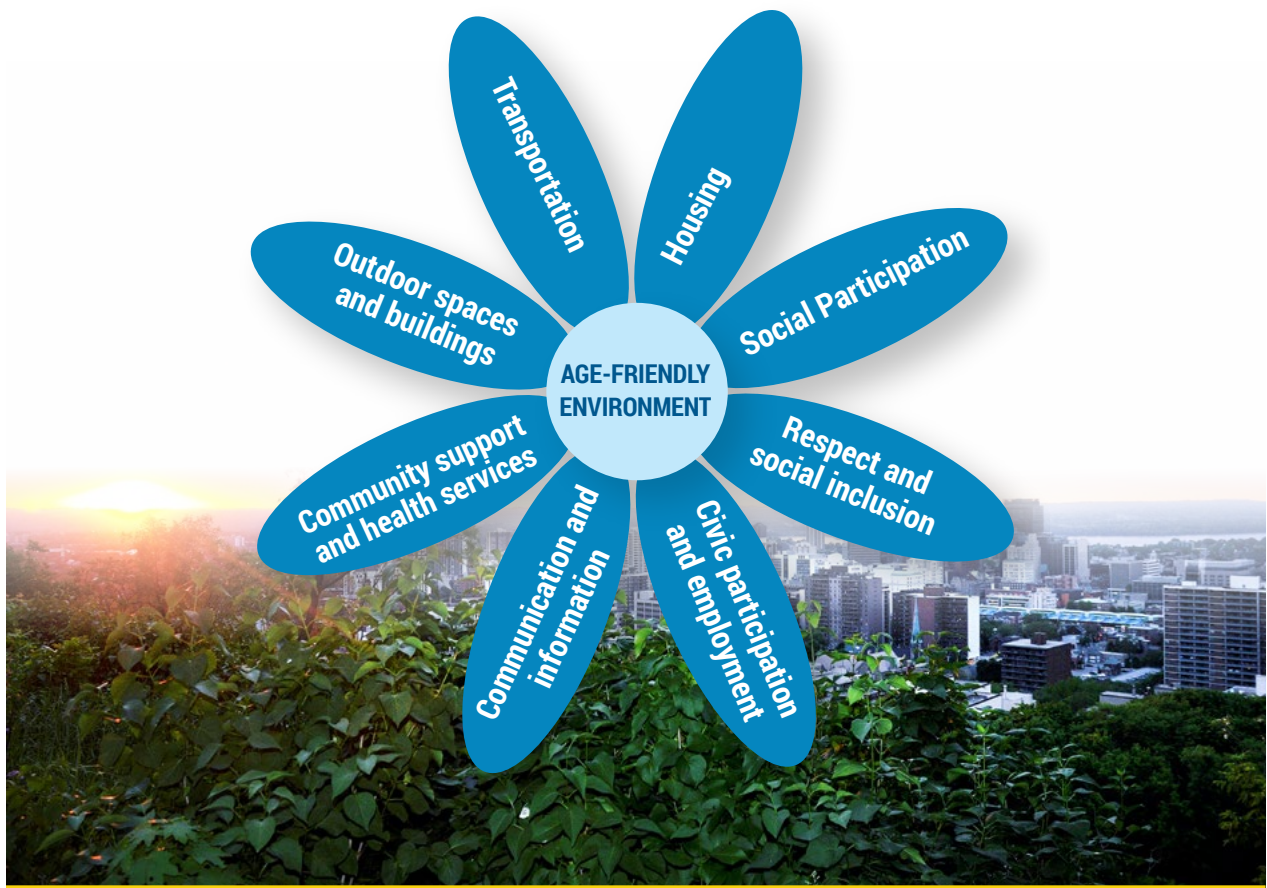 Transportation
Housing
Social Participation
Outdoor spaces
and buildings
AGE-FRIENDLY
ENVIRONMENT
Respect and
social inclusion
Community support
and health services
Communication and
information
Civic participation
and employment